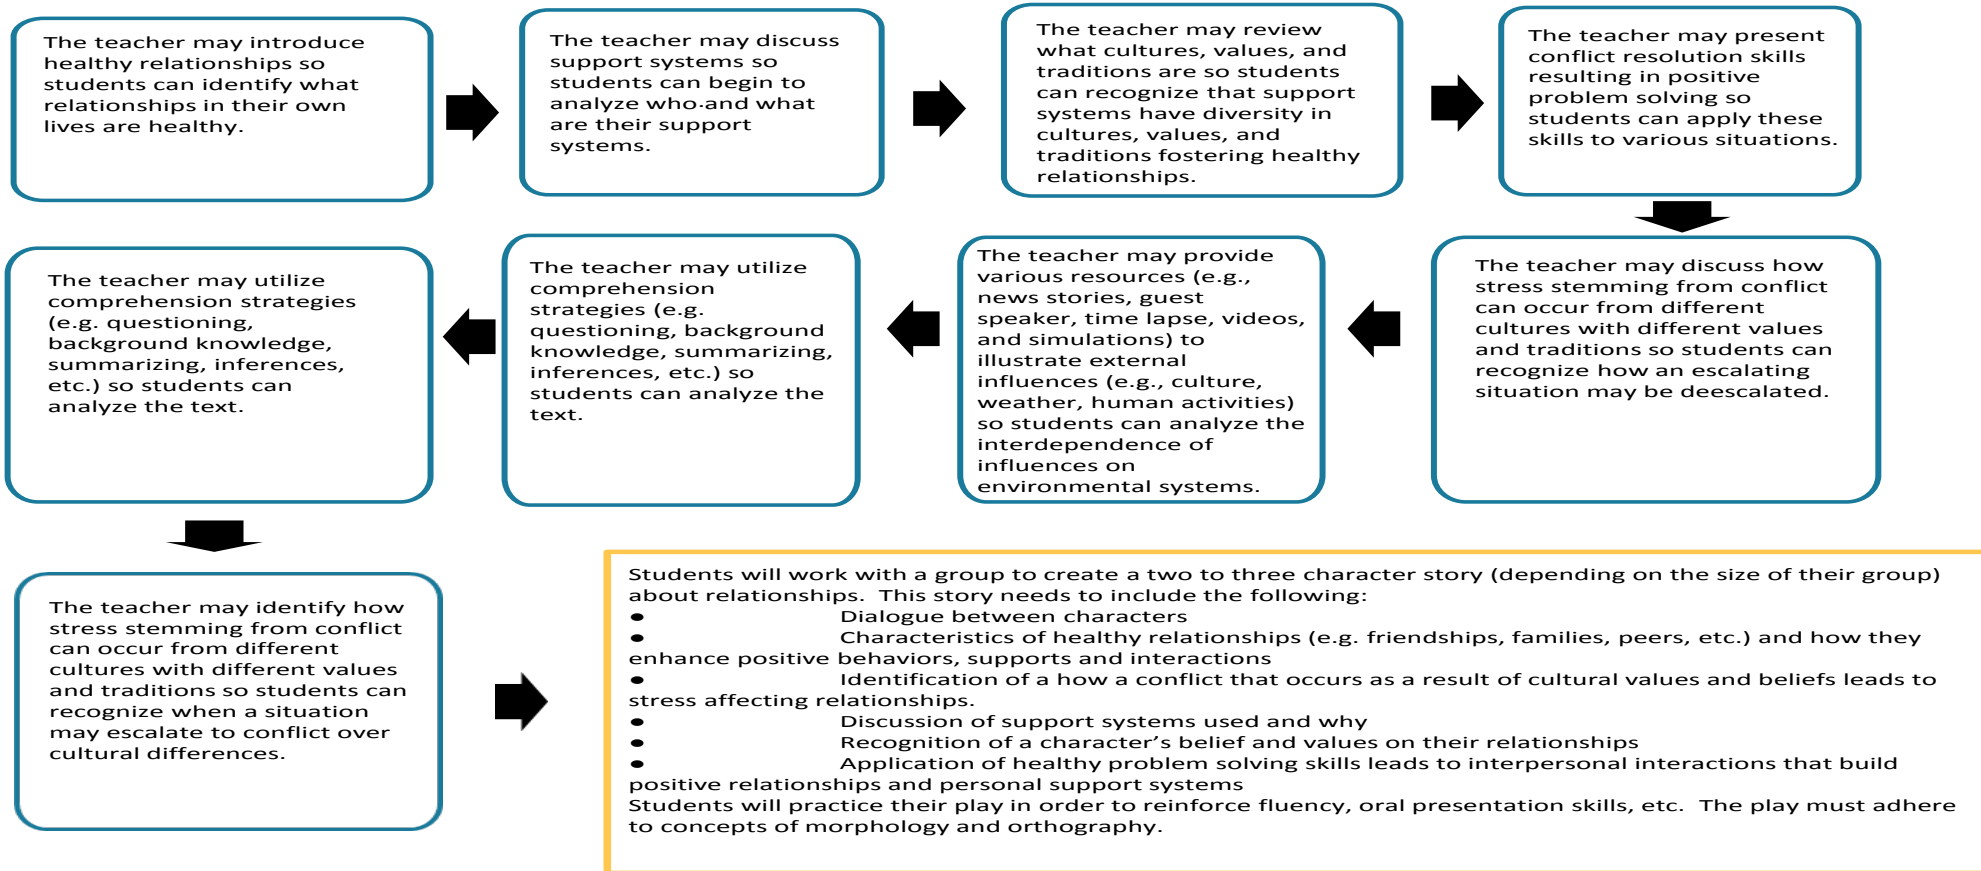 The teacher may introduce
healthy relationships so
students can identify what
relationships in their own
lives are healthy.
The teacher may discuss
support systems so
students can begin to
analyze who and what
are their support
systems.
The teacher may review
what cultures, values, and
traditions are so students
can recognize that support
systems have diversity in
cultures, values, and
traditions fostering healthy
relationships.
The teacher may present
conflict resolution skills
resulting in positive
problem solving so
students can apply these
skills to various situations.
The teacher may discuss how
stress stemming from conflict
can occur from different
cultures with different values
and traditions so students can
recognize how an escalating
situation may be deescalated.
The teacher may provide
various resources (e.g.,
news stories, guest
speaker, time lapse, videos,
and simulations) to
illustrate external
influences (e.g., culture,
weather, human activities)
so students can analyze the
interdependence of
influences on
environmental systems.
The teacher may utilize
comprehension
strategies (e.g.
questioning, background
knowledge, summarizing,
inferences, etc.) so
students can analyze the
text.
The teacher may utilize
comprehension strategies
(e.g. questioning,
background knowledge,
summarizing, inferences,
etc.) so students can
analyze the text.
The teacher may identify how
stress stemming from conflict
can occur from different
cultures with different values
and traditions so students can
recognize when a situation
may escalate to conflict over
cultural differences.
Students will work with a group to create a two to three character story (depending on the size of their group)
about relationships.  This story needs to include the following:
● Dialogue between characters
● Characteristics of healthy relationships (e.g. friendships, families, peers, etc.) and how they
enhance positive behaviors, supports and interactions
● Identification of a how a conflict that occurs as a result of cultural values and beliefs leads to
stress affecting relationships.
● Discussion of support systems used and why
● Recognition of a character's belief and values on their relationships
● Application of healthy problem solving skills leads to interpersonal interactions that build
positive relationships and personal support systems
Students will practice their play in order to reinforce fluency, oral presentation skills, etc.  The play must adhere
to concepts of morphology and orthography.